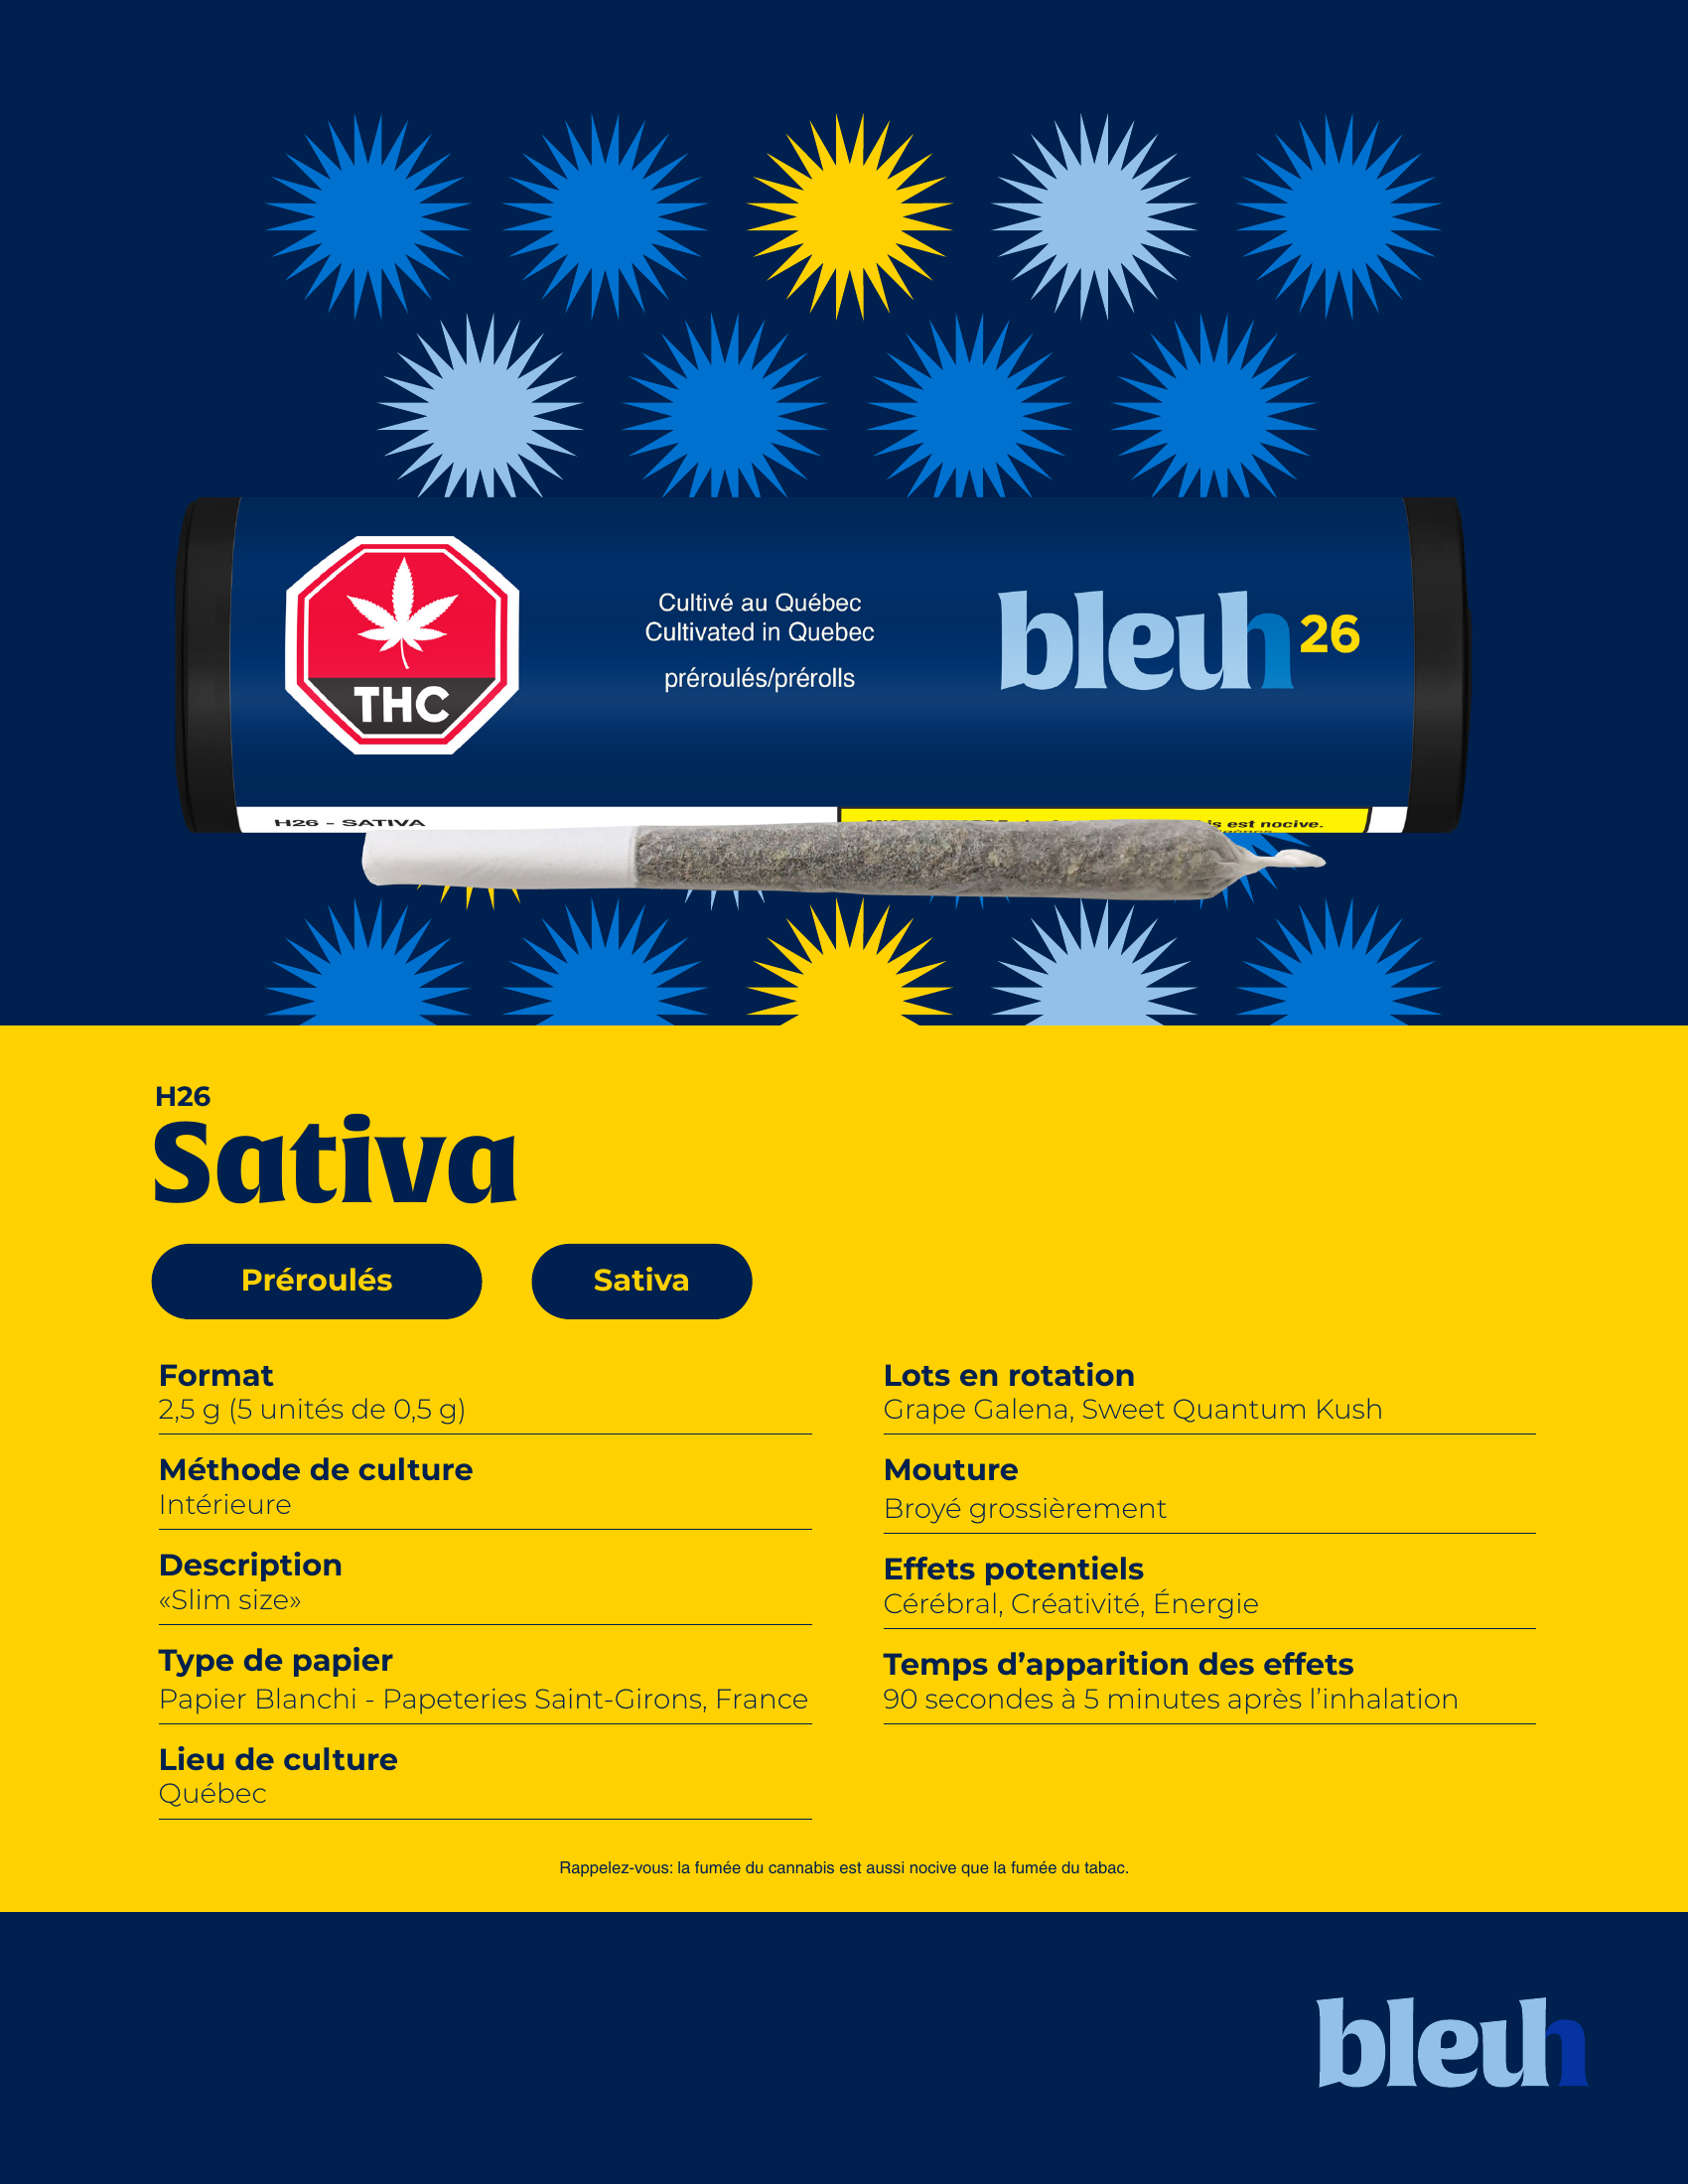 THC
Cultivé au Québec
Cultivated in Quebec
préroulés/prérolls
bleuh26
H26 - SATIVA
is est nocive.
H26
Sativa
Préroulés
Sativa
Format
2,5 g (5 unités de 0,5 g)
Méthode de culture
Intérieure
Description
«Slim size»
Type de papier
Papier Blanchi - Papeteries Saint-Girons, France
Lieu de culture
Québec
Lots en rotation
Grape Galena, Sweet Quantum Kush
Mouture
Broyé grossièrement
Effets potentiels
Cérébral, Créativité, Énergie
Temps d’apparition des effets
90 secondes à 5 minutes après l’inhalation
Rappelez-vous: la fumée du cannabis est aussi nocive que la fumée du tabac.
bleuh